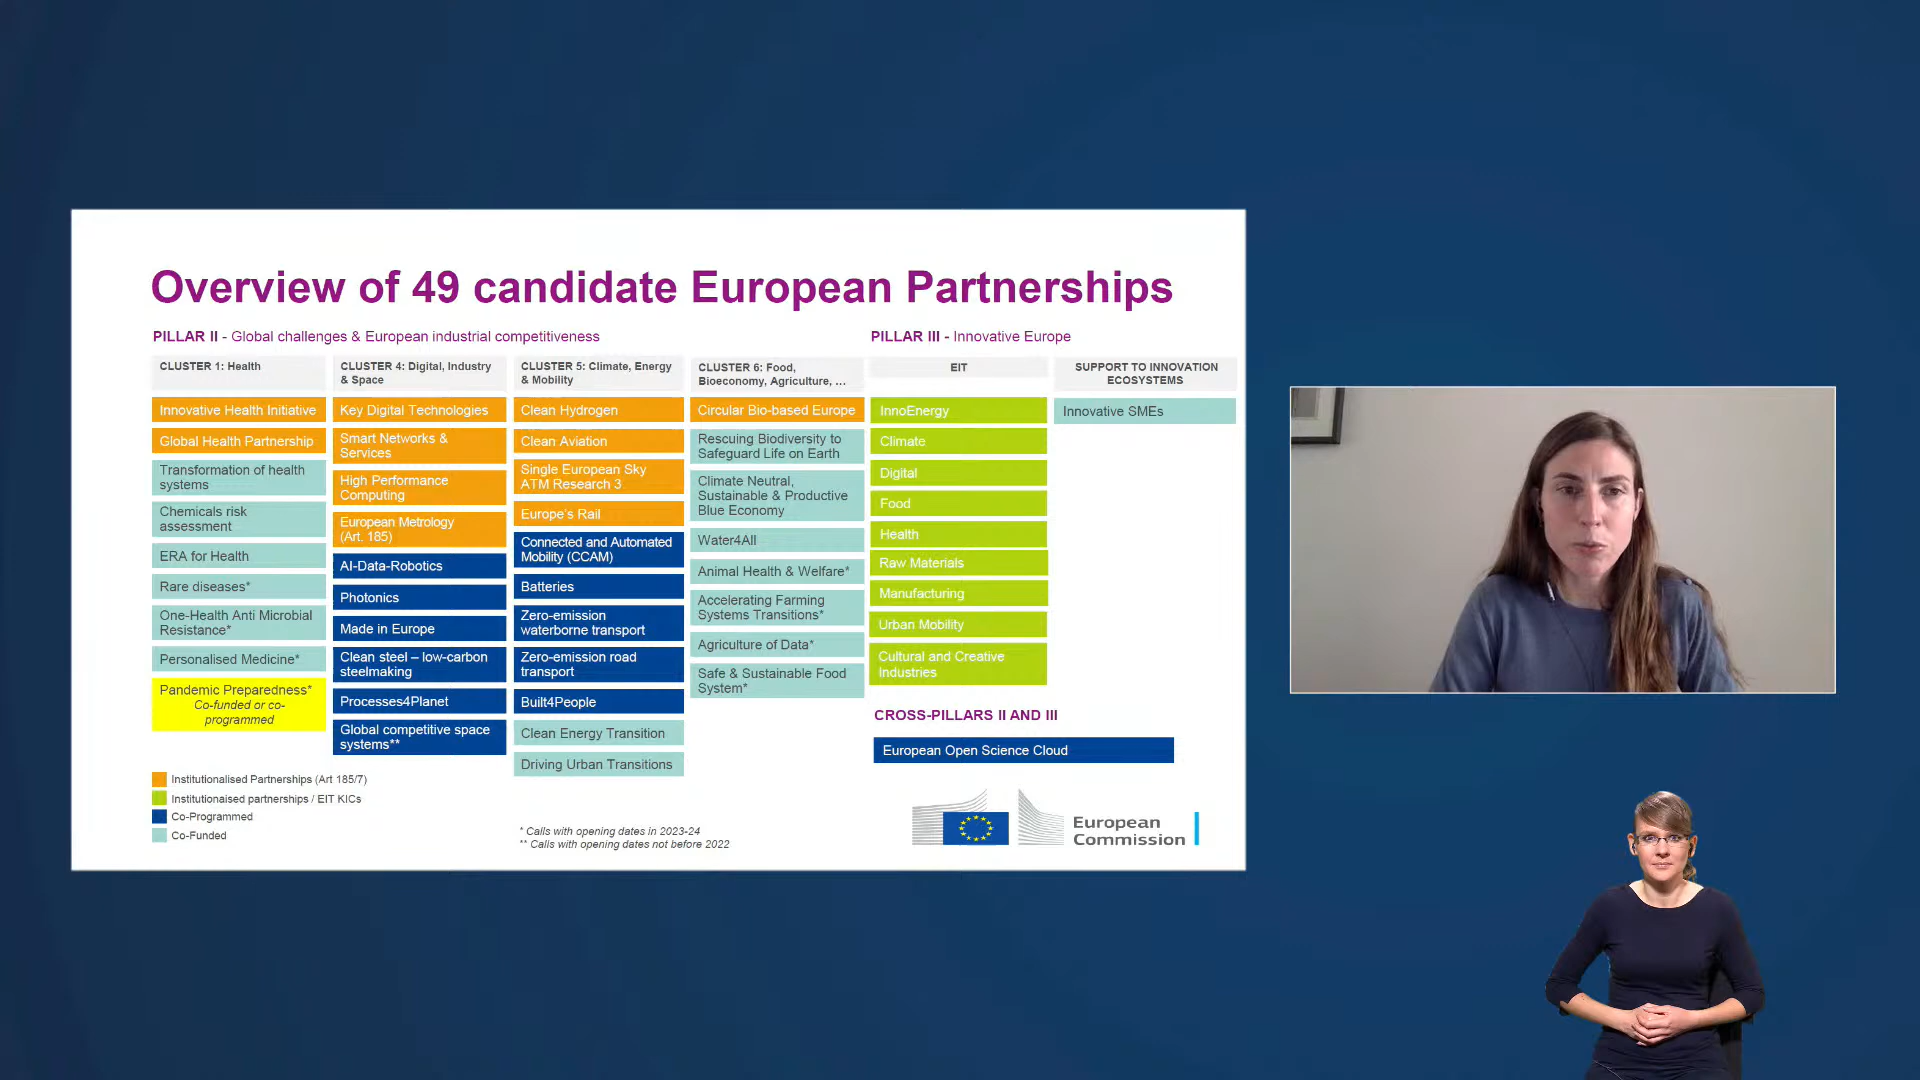 Overview of 49 candidate European Partnerships
PILLAR II - Global challenges & European industrial competitiveness
CLUSTER 1: Health
Innovative Health Initiative
Global Health Partnership
Transformation of health
systems
Chemicals risk
assessment
ERA for Health
Rare diseases*
One-Health Anti Microbial
Resistance*
Personalised Medicine*
Pandemic Preparedness*
Co-funded or co-
programmed
CLUSTER 4: Digital, Industry
& Space
Key Digital Technologies
Smart Networks &
Services
High Performance
Computing
European Metrology
(Art. 185)
AI-Data-Robotics
Photonics
Made in Europe
Clean steel – low-carbon
steelmaking
Processes4Planet
Global competitive space
systems**
CLUSTER 5: Climate, Energy
& Mobility
Clean Hydrogen
Clean Aviation
Single European Sky
ATM Research 3
Europe's Rail
Connected and Automated
Mobility (CCAM)
Batteries
Zero-emission
waterborne transport
Zero-emission road
transport
Built4People
Clean Energy Transition
Driving Urban Transitions
CLUSTER 6: Food,
Bioeconomy, Agriculture, ...
Circular Bio-based Europe
Rescuing Biodiversity to
Safeguard Life on Earth
Climate Neutral,
Sustainable & Productive
Blue Economy
Water4All
Animal Health & Welfare*
Accelerating Farming
Systems Transitions*
Agriculture of Data*
Safe & Sustainable Food
System*
PILLAR III - Innovative Europe
EIT
InnoEnergy
Climate
Digital
Food
Health
Raw Materials
Manufacturing
Urban Mobility
Cultural and Creative
Industries
SUPPORT TO INNOVATION
ECOSYSTEMS
Innovative SMEs
CROSS-PILLARS II AND III
European Open Science Cloud
Institutionalised Partnerships (Art 185/7)
Institutionaised partnerships / EIT KICs
Co-Programmed
Co-Funded
* Calls with opening dates in 2023-24
** Calls with opening dates not before 2022
European
Commission